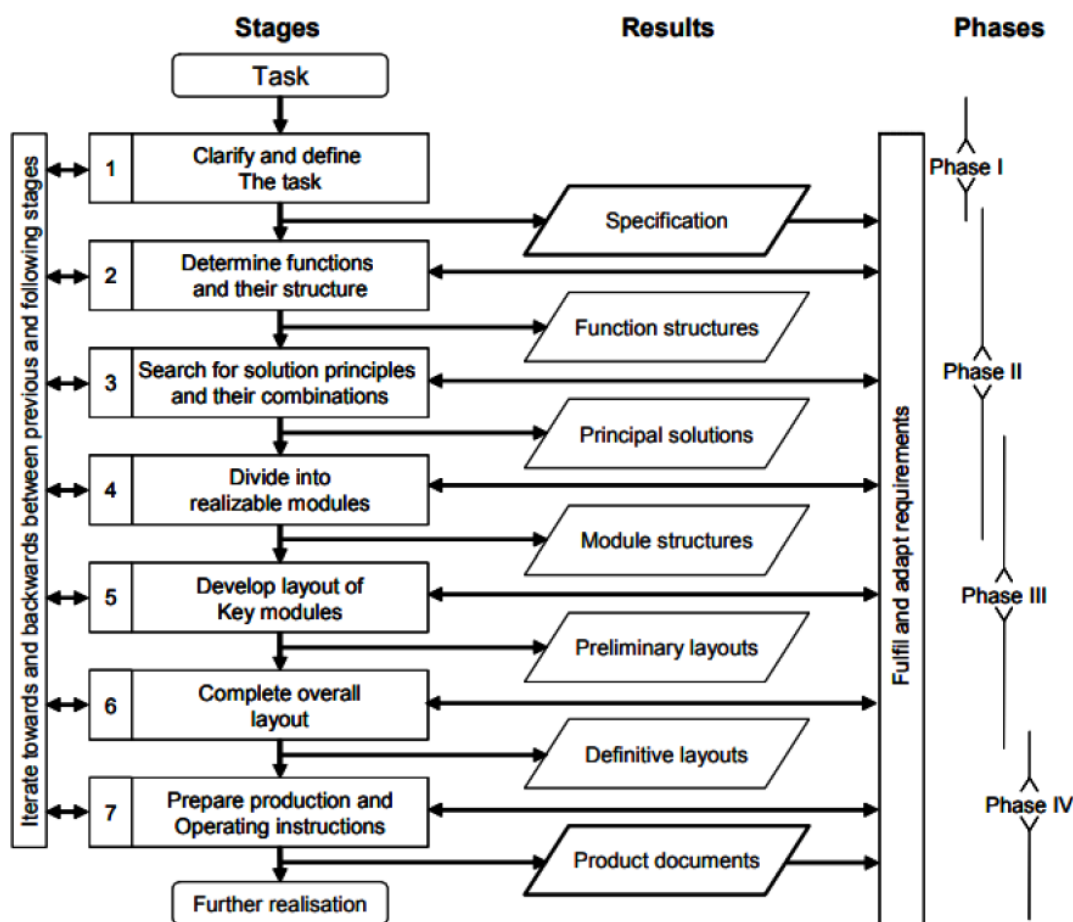 Stages
Results
Phases
Task
Iterate towards and backwards between previous and following stages
1
Clarify and define
The task
Phase I
Specification
2
Determine functions
and their structure
Function structures
3
Search for solution principles
and their combinations
Phase II
Principal solutions
Fulfil and adapt requirements
4
Divide into
realizable modules
Module structures
5
Develop layout of
Key modules
Phase III
Preliminary layouts
6
Complete overall
layout
Definitive layouts
7
Prepare production and
Operating instructions
Phase IV
Product documents
Further realisation